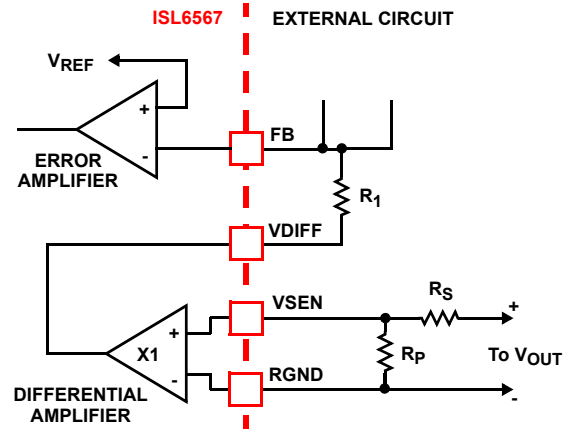 ISL6567 EXTERNAL CIRCUIT
VREF
+
-
FB
ERROR
AMPLIFIER
R1
VDIFF
VSEN
RS
+
+
X1
RP
To VOUT
-
RGND
-
DIFFERENTIAL
AMPLIFIER